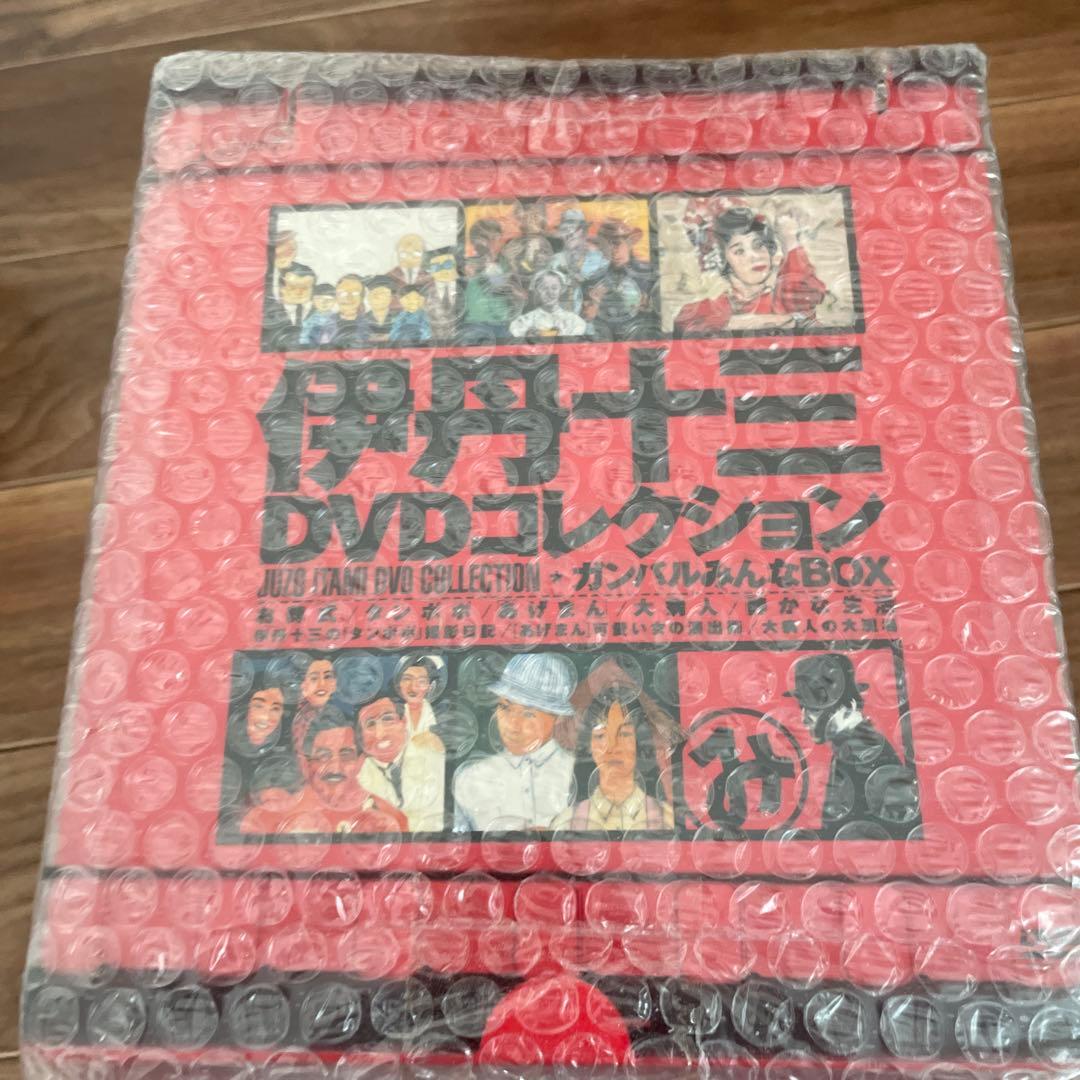 伊丹十三
DVDコレクション
JUZO ITAMI DVD COLLECTION ・ ガンバルみんなBOX
お葬式/タンポポ/あげまん/大病人/静かな生活
伊丹十三の「タンポポ」撮影日記/「あげまん」可愛い女の演出術/大病人の大現場
み